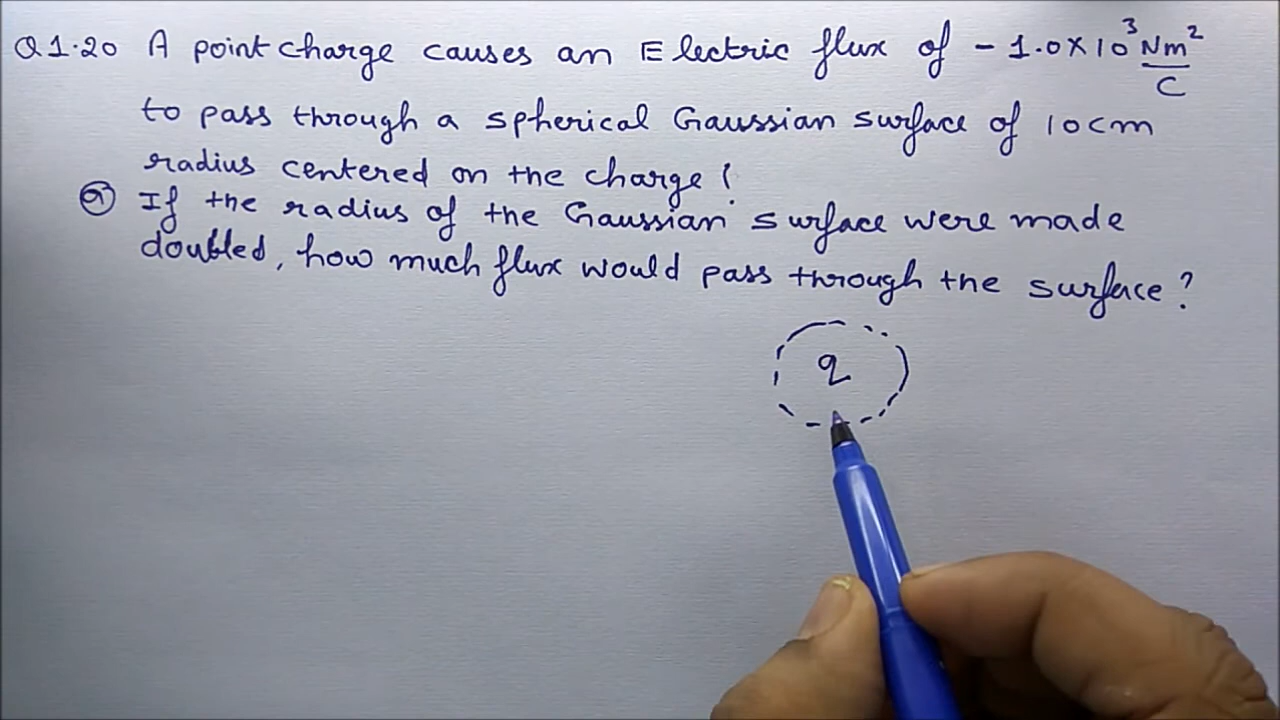 Q1.20 A point charge causes an Electric flux of - 1.0×10³ Nm²/C
to pass through a spherical Gaussian surface of 10cm
radius centered on the charge!
ⓐ If the radius of the Gaussian surface were made
doubled, how much flux would pass through the surface?
q